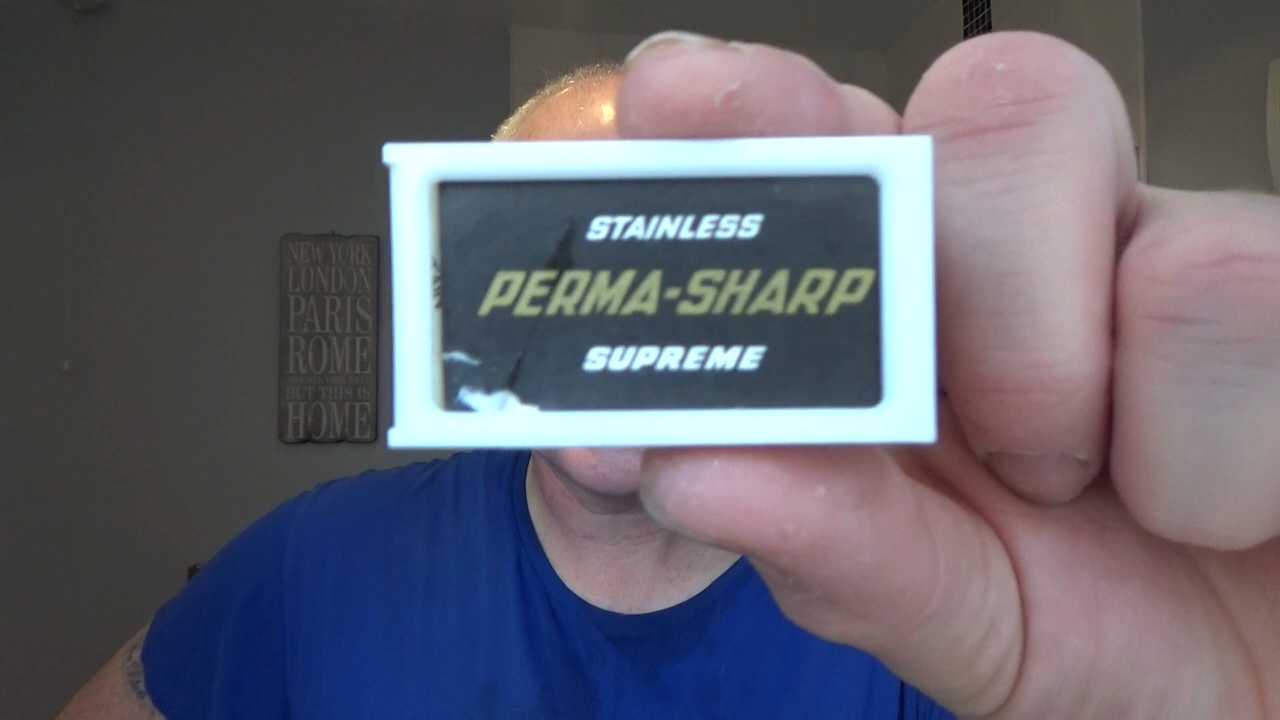 STAINLESS
PERMA-SHARP
SUPREME
NEW YORK
LONDON
PARIS
ROME
BUT THIS IS
HOME